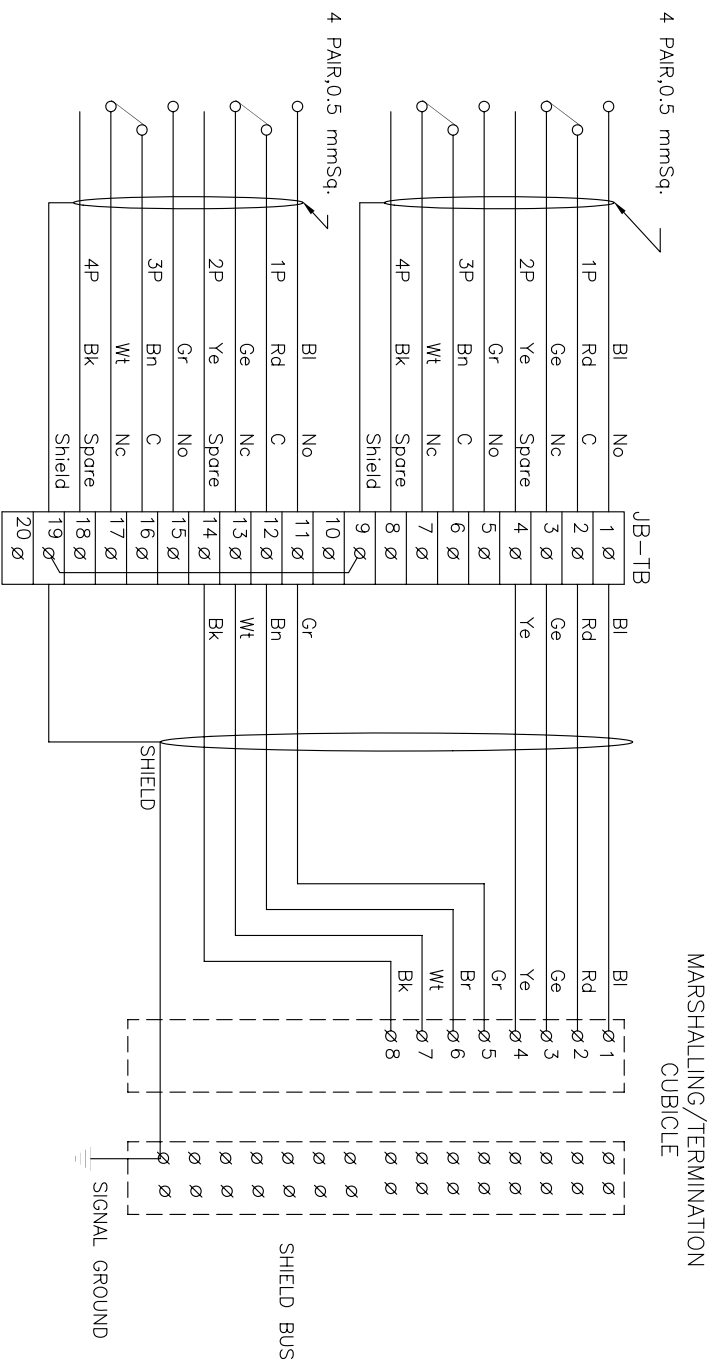 MARSHALLING/TERMINATION
CUBICLE
4 PAIR,0.5 mmSq.
JB-TB
Bl No 1 Ø Bl Bl Ø 1 Ø Ø
1P Rd C 2 Ø Rd Rd Ø 2 Ø Ø
Ge Nc 3 Ø Ge Ge Ø 3 Ø Ø
2P Ye Spare 4 Ø Ye Ye Ø 4 Ø Ø
Gr No 5 Ø Gr Ø 5 Ø Ø
3P Bn C 6 Ø Br Ø 6 Ø Ø
Wt Nc 7 Ø Wt Ø 7 Ø Ø
4P Bk Spare 8 Ø Bk Ø 8 Ø Ø
Shield 9 Ø Ø Ø
4 PAIR,0.5 mmSq.
10 Ø Ø Ø
Bl No 11 Ø Gr Ø Ø
1P Rd C 12 Ø Bn Ø Ø
SHIELD BUS
Ge Nc 13 Ø Wt Ø Ø
2P Ye Spare 14 Ø Bk Ø Ø
Gr No 15 Ø Ø Ø
3P Bn C 16 Ø SHIELD
Wt Nc 17 Ø
4P Bk Spare 18 Ø
SIGNAL GROUND
Shield 19 Ø
20 Ø